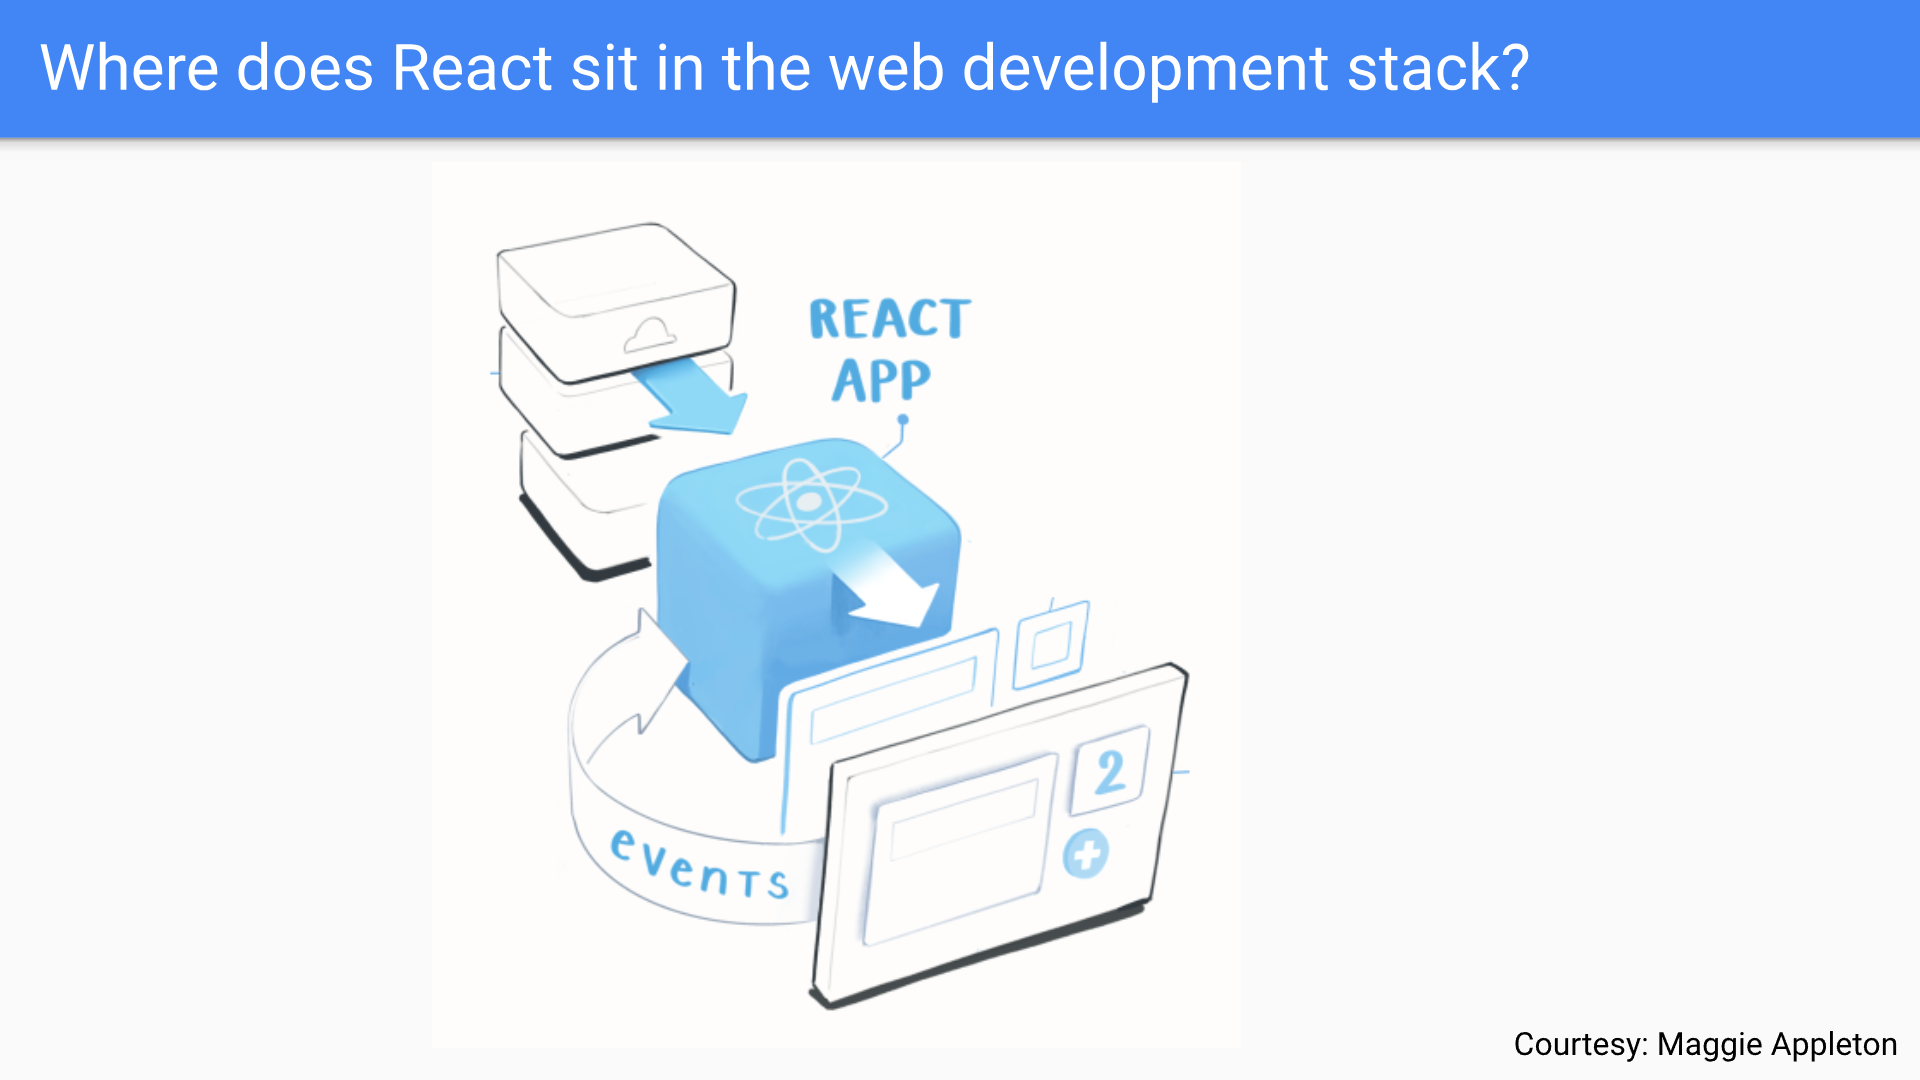 Where does React sit in the web development stack?
REACT
APP
2
events
Courtesy: Maggie Appleton